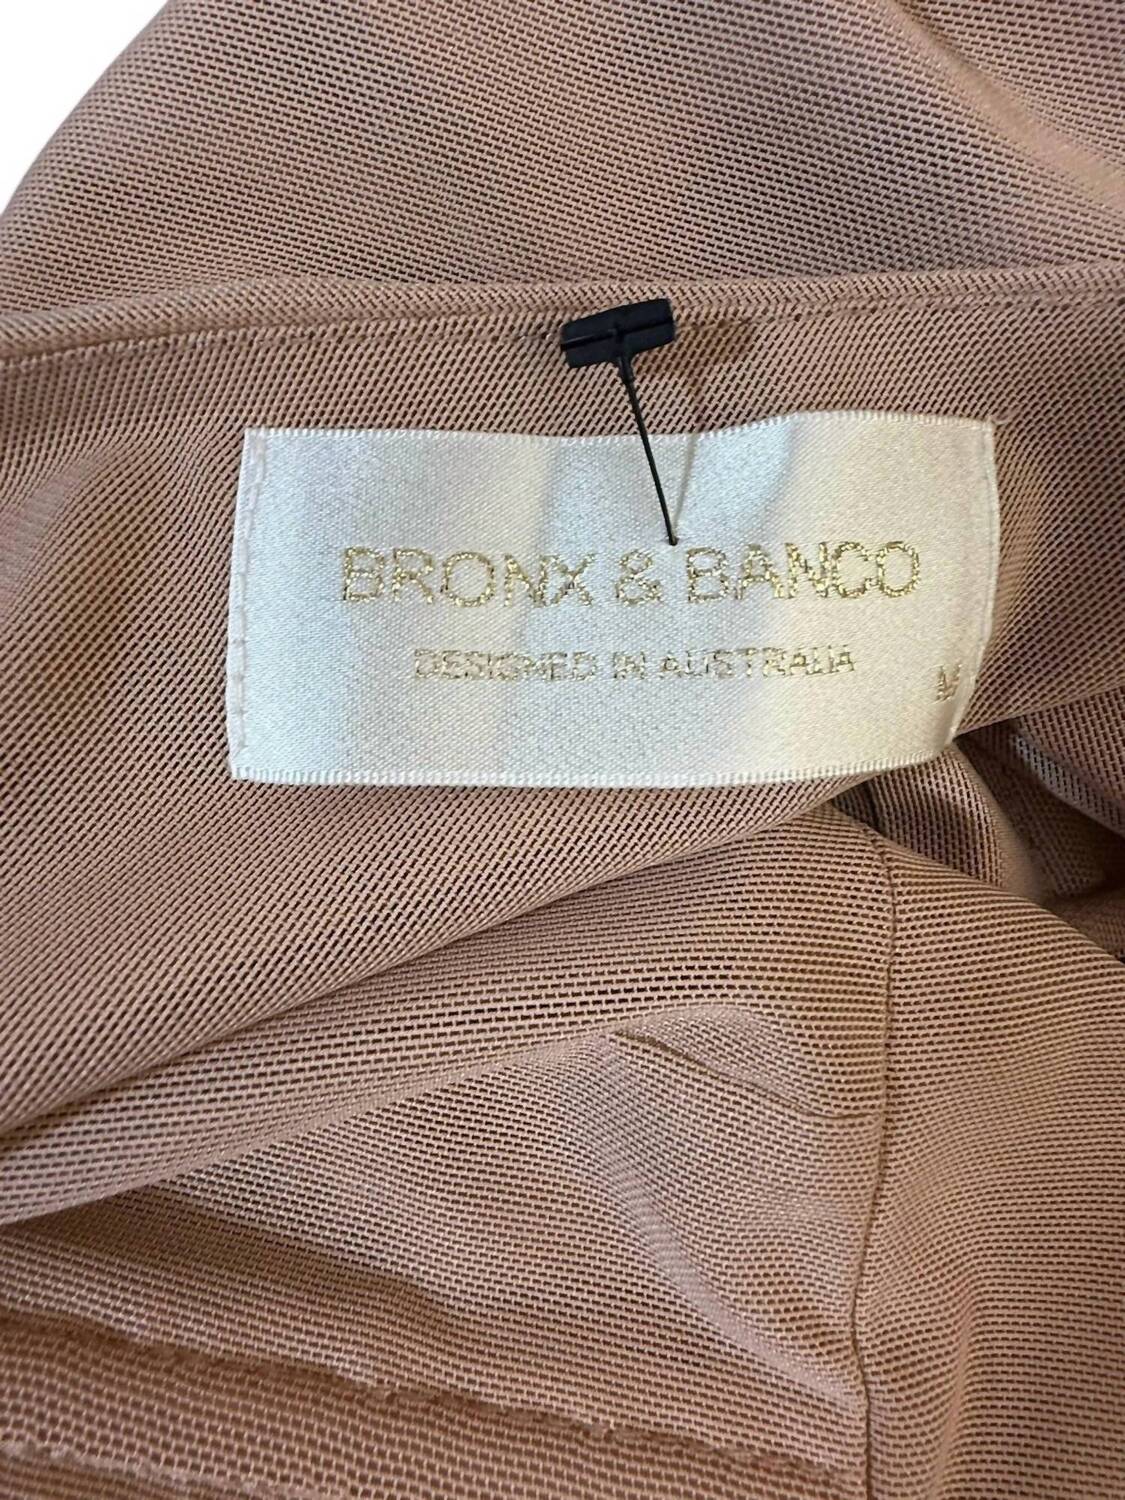 BRONX & BANCO
DESIGNED IN AUSTRALIA
M